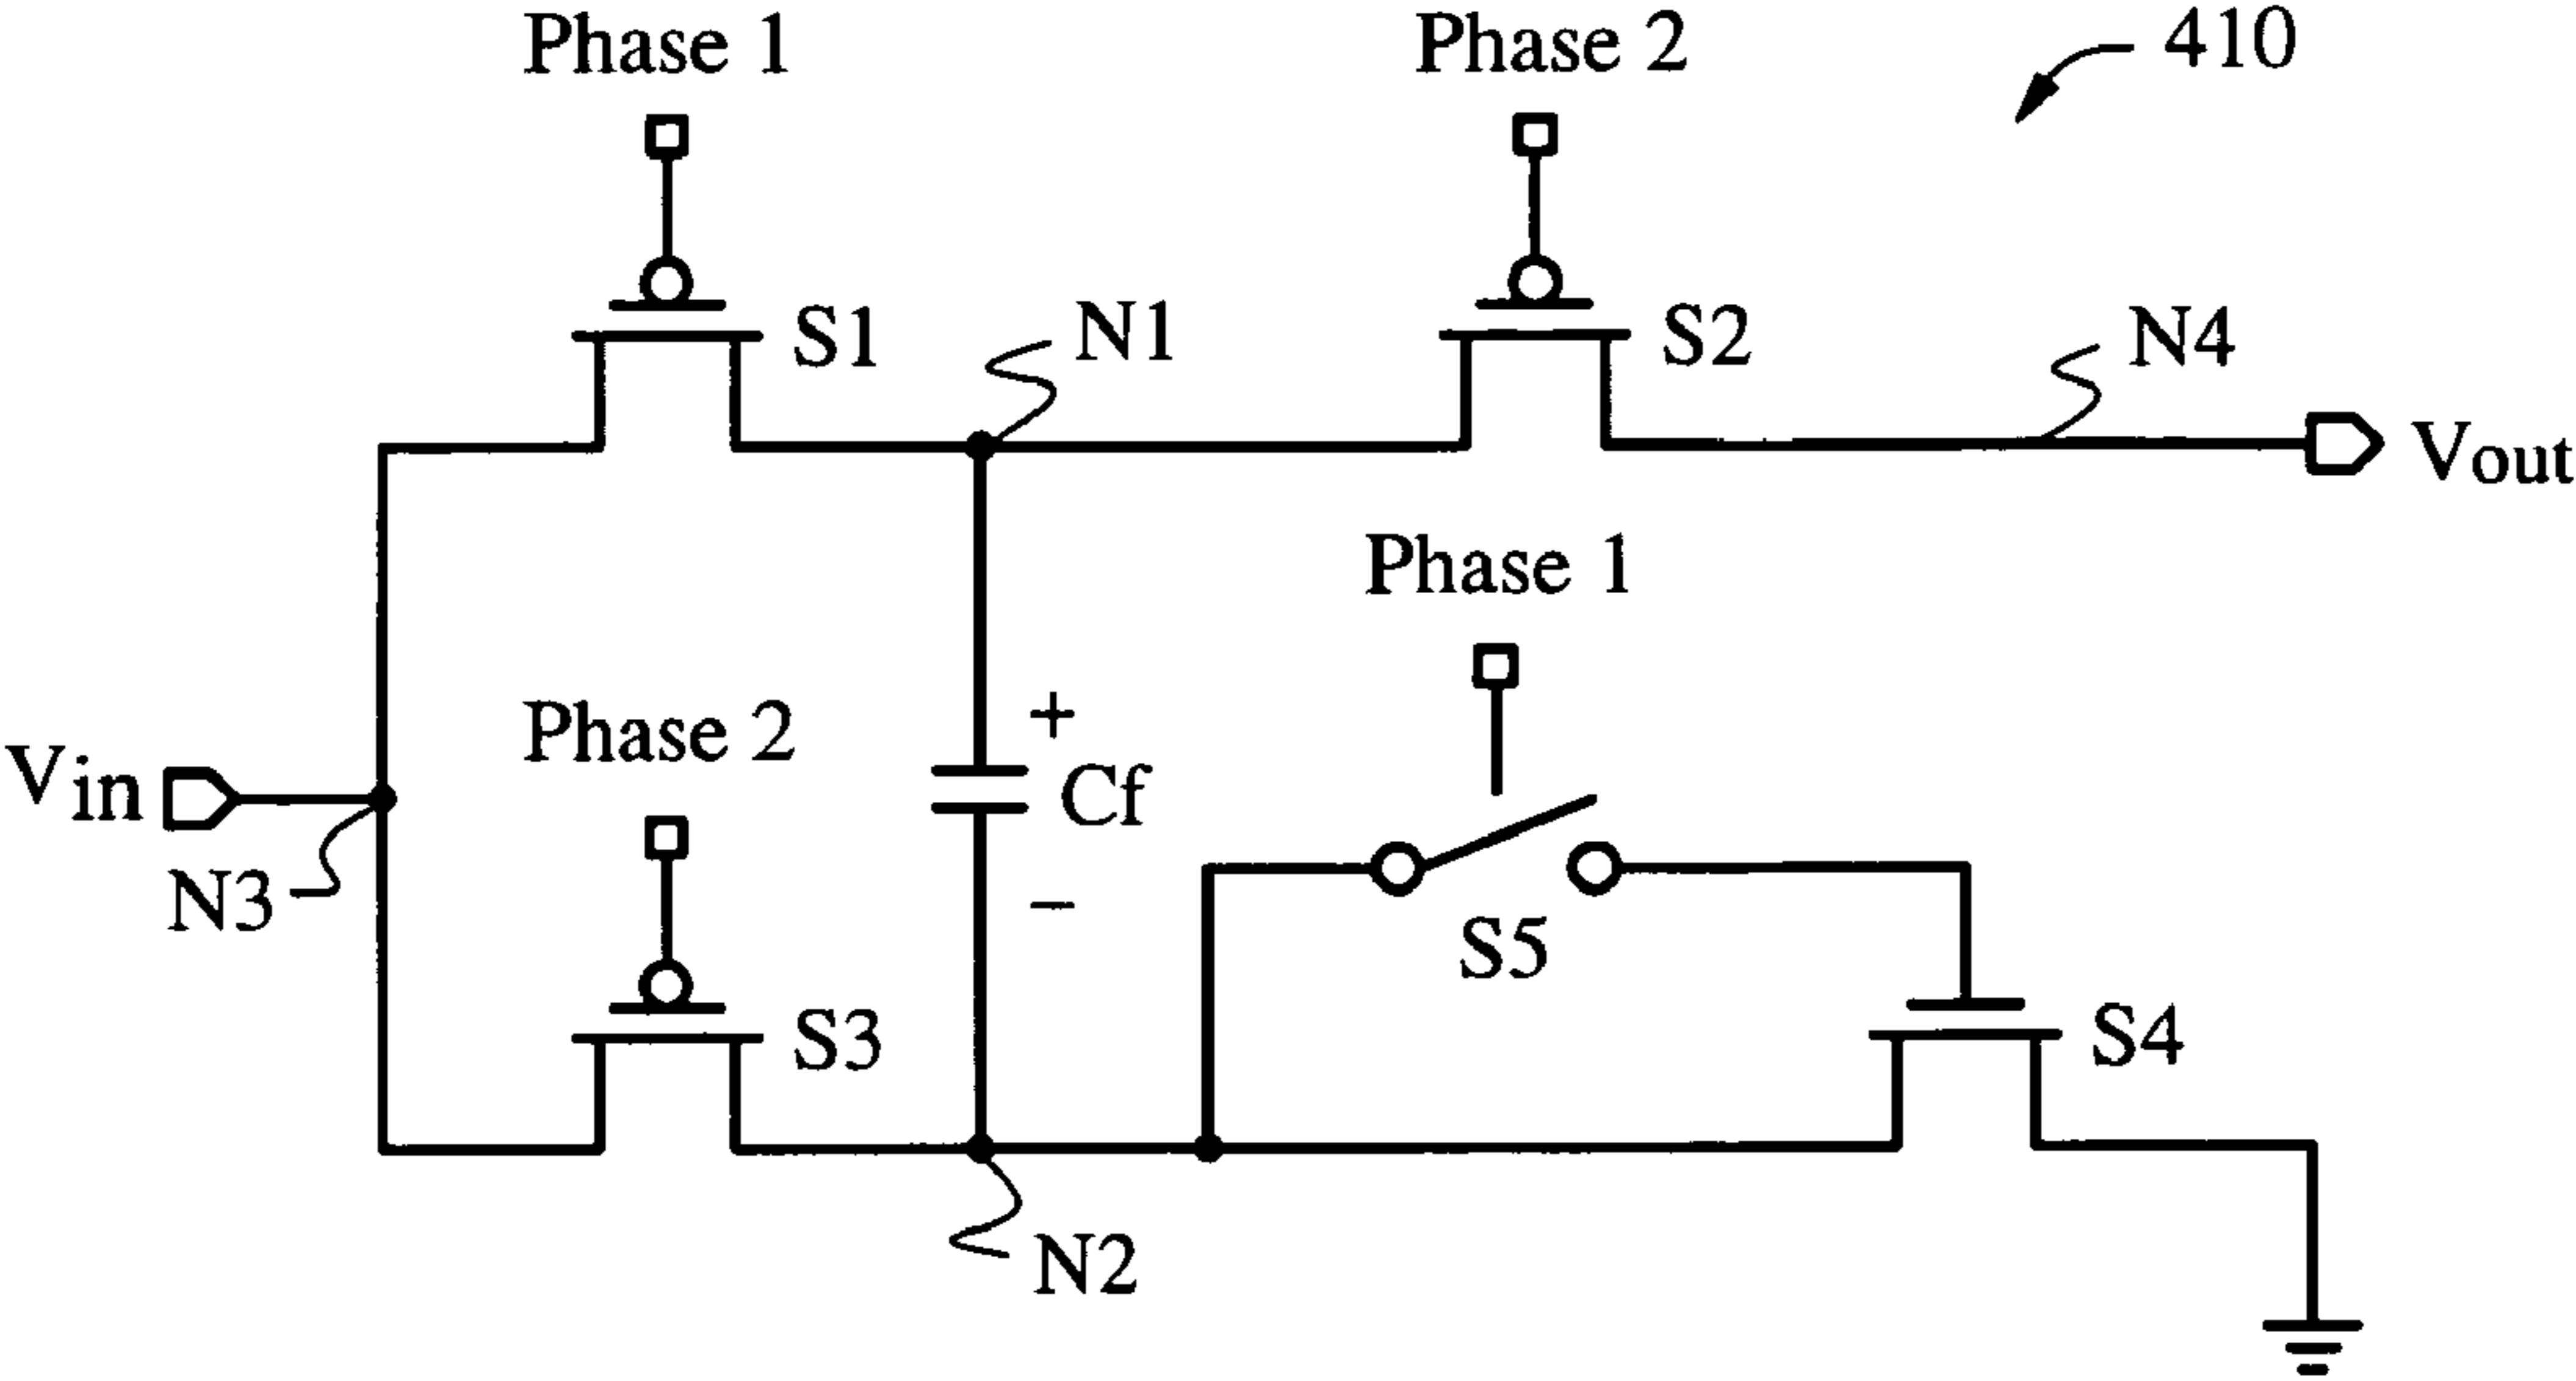 Phase 1
Phase 2
410
S1
N1
S2
N4
Vout
Phase 1
Phase 2
+
Cf
−
Vin
N3
S5
S3
S4
N2